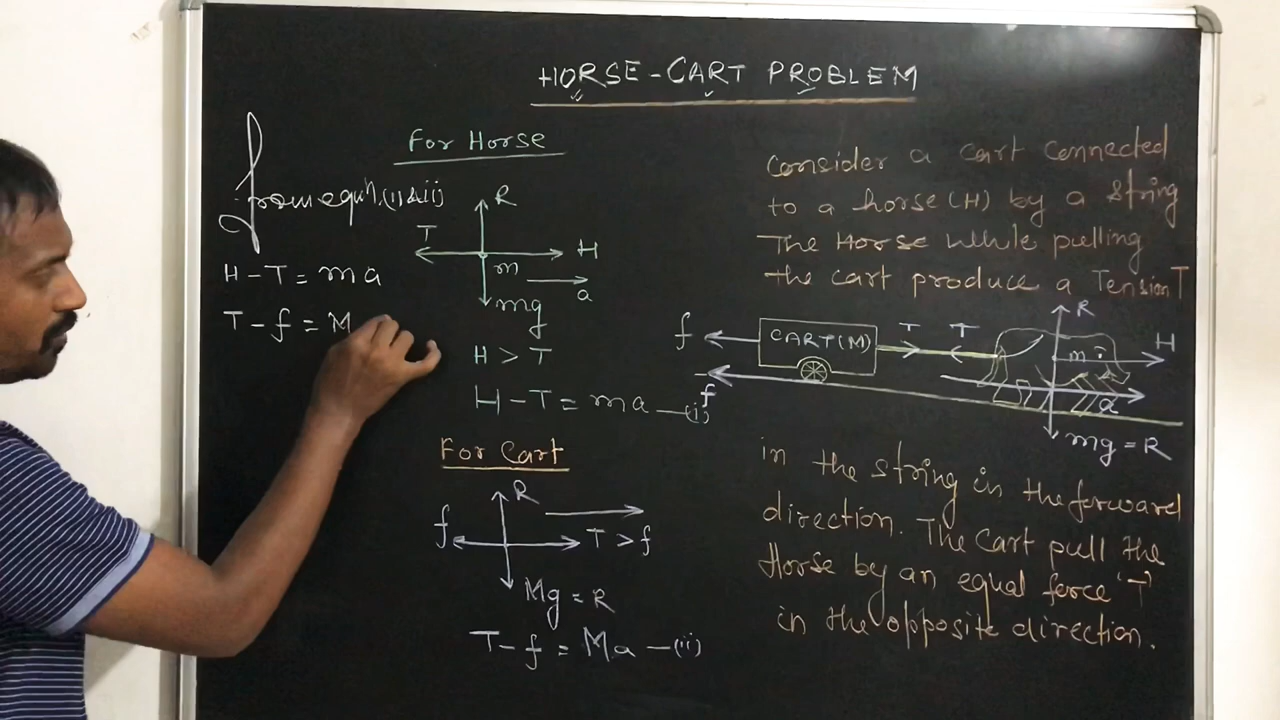 HORSE-CART PROBLEM
For Horse
from equn.(i) & ii)
H - T = ma
T - f = M
R
T
H
m
a
mg
H > T
H - T = ma —(i)
For Cart
R
f
T > f
Mg = R
T - f = Ma —(ii)
Consider a cart connected
to a horse(H) by a string
The Horse while pulling
the cart produce a Tension T
f
CART(M)
T
T
R
H
m
a
f
mg = R
in the string in the forward
direction. The cart pull the
Horse by an equal force 'T'
in the opposite direction.